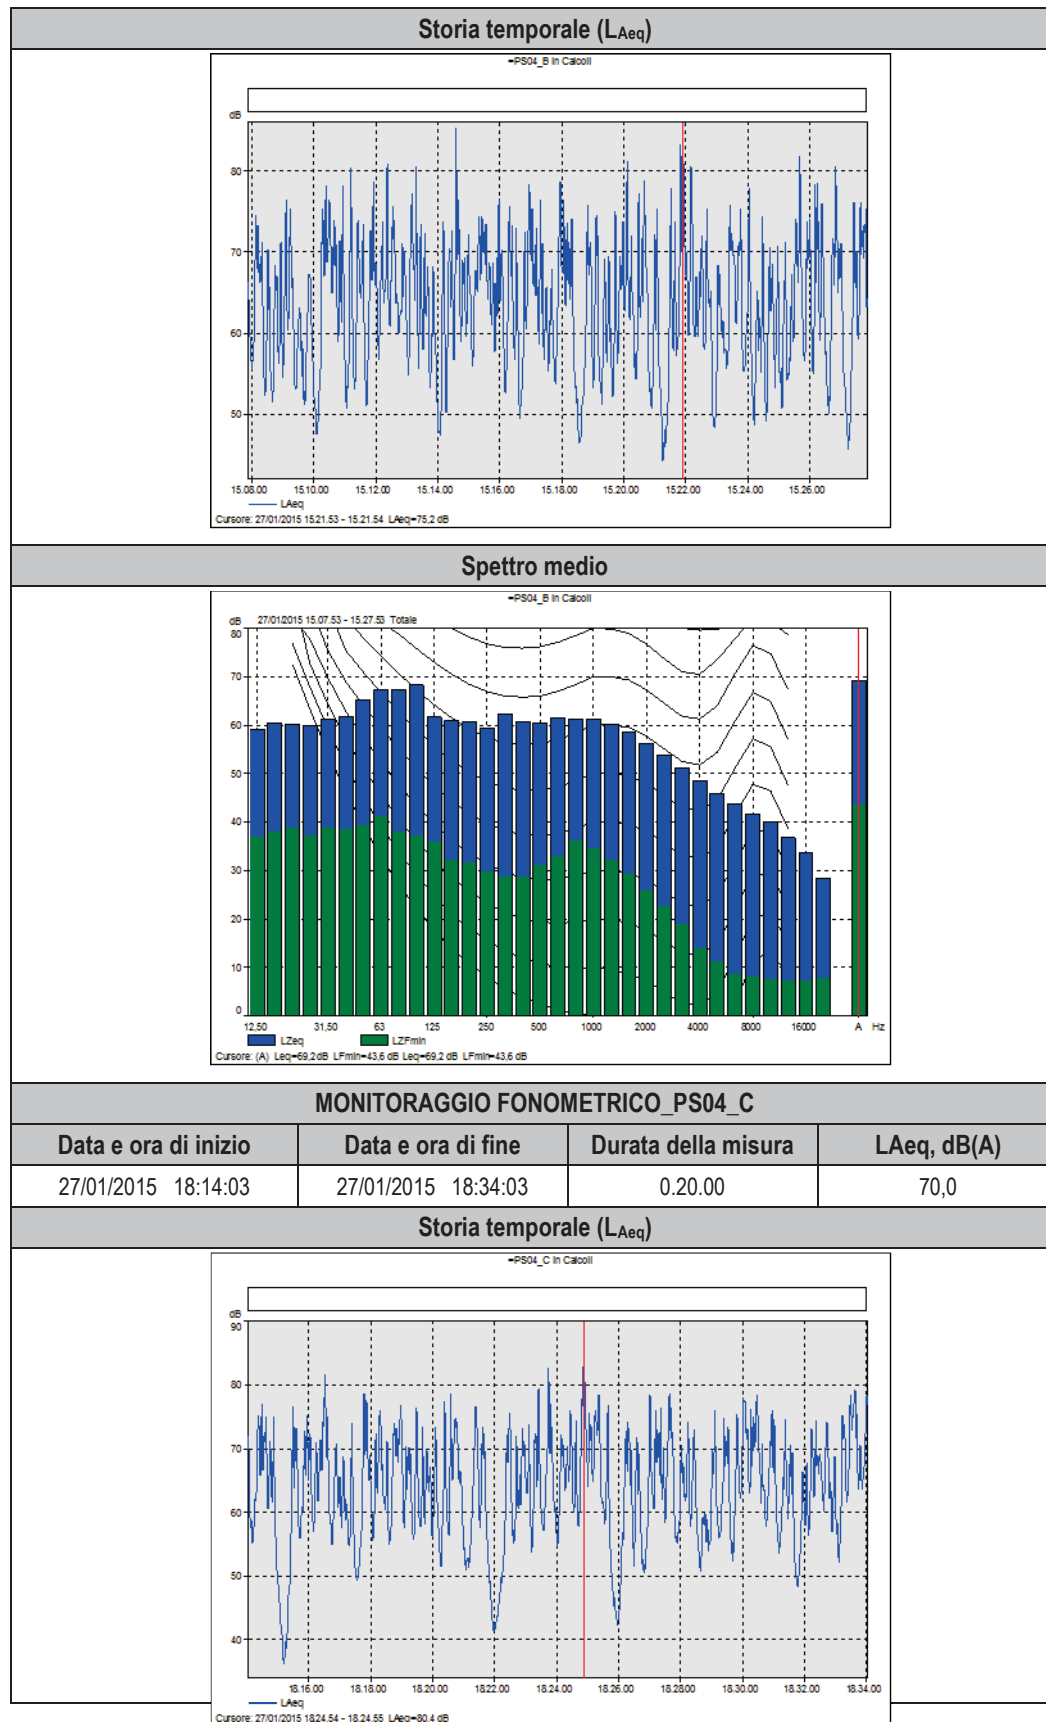 Storia temporale (LAeq)
PS04_B in Calcoli
dB
80
70
60
50
15.08.00 15.10.00 15.12.00 15.14.00 15.16.00 15.18.00 15.20.00 15.22.00 15.24.00 15.26.00
LAeq
Cursore: 27/01/2015 15.21.53 - 15.21.54 LAeq=75,2 dB
Spettro medio
PS04_B in Calcoli
dB 27/01/2015 15.07.53 - 15.27.53 Totale
80
70
60
50
40
30
20
10
0
12,50 31,50 63 125 250 500 1000 2000 4000 8000 16000 A Hz
LZeq LZFmin
Cursore: (A) Leq=69,2 dB LFmin=43,6 dB Leq=69,2 dB LFmin=43,6 dB
MONITORAGGIO FONOMETRICO_PS04_C
Data e ora di inizio Data e ora di fine Durata della misura LAeq, dB(A)
27/01/2015 18:14:03 27/01/2015 18:34:03 0.20.00 70,0
Storia temporale (LAeq)
PS04_C in Calcoli
dB
90
80
70
60
50
40
18.16.00 18.18.00 18.20.00 18.22.00 18.24.00 18.26.00 18.28.00 18.30.00 18.32.00 18.34.00
LAeq
Cursore: 27/01/2015 18.24.54 - 18.24.55 LAeq=80,4 dB